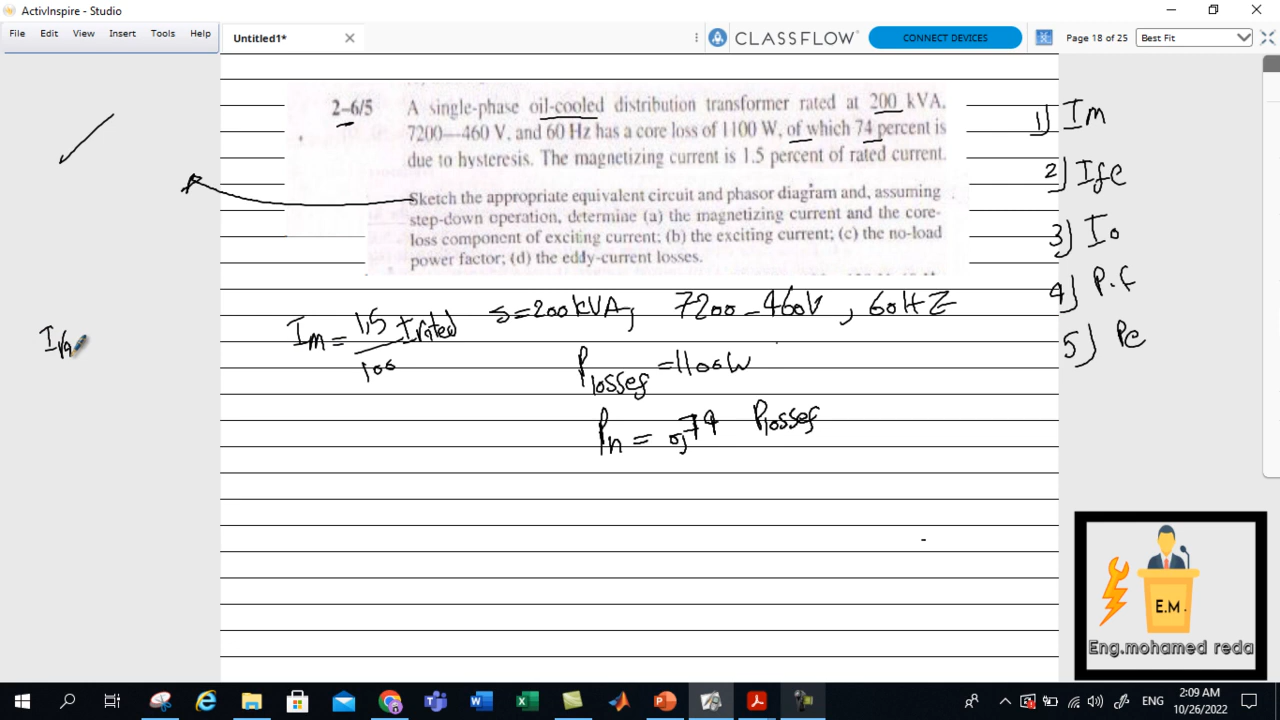 ActivInspire - Studio
File Edit View Insert Tools Help
Untitled1*
CLASSFLOW
CONNECT DEVICES
Page 18 of 25
Best Fit
2–6/5 A single-phase oil-cooled distribution transformer rated at 200 kVA,
7200—460 V, and 60 Hz has a core loss of 1100 W, of which 74 percent is
due to hysteresis. The magnetizing current is 1.5 percent of rated current.
Sketch the appropriate equivalent circuit and phasor diagram and, assuming
step-down operation, determine (a) the magnetizing current and the core-
loss component of exciting current; (b) the exciting current; (c) the no-load
power factor; (d) the eddy-current losses.
1) Im
2) Ife
3) Io
4) P.f
5) Pe
Im = 1,5/100 Irated
S=200kVA, 7200-460V, 60HZ
Plosses =1100W
Pn = 0,74 Plosses
Ira
E.M.
Eng.mohamed reda
ENG
2:09 AM
10/26/2022